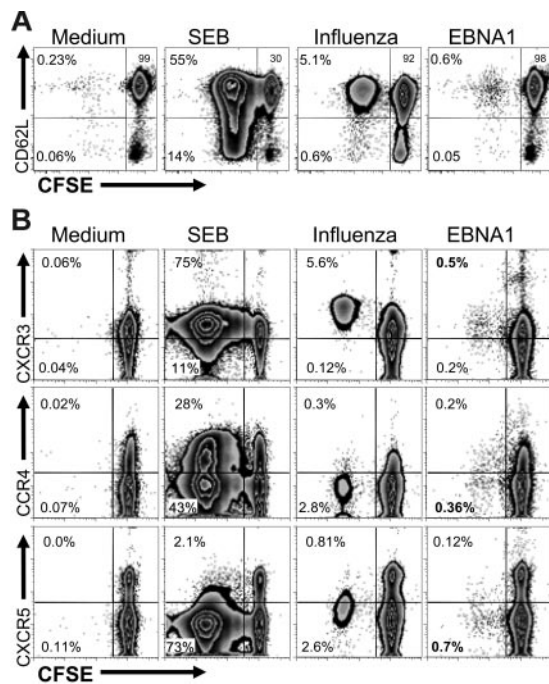 A
Medium SEB Influenza EBNA1
0.23% 99 55% 30 5.1% 92 0.6% 98
CD62L
0.06% 14% 0.6% 0.05
CFSE
B
Medium SEB Influenza EBNA1
0.06% 75% 5.6% 0.5%
CXCR3
0.04% 11% 0.12% 0.2%
0.02% 28% 0.3% 0.2%
CCR4
0.07% 43% 2.8% 0.36%
0.0% 2.1% 0.81% 0.12%
CXCR5
0.11% 73% 2.6% 0.7%
CFSE